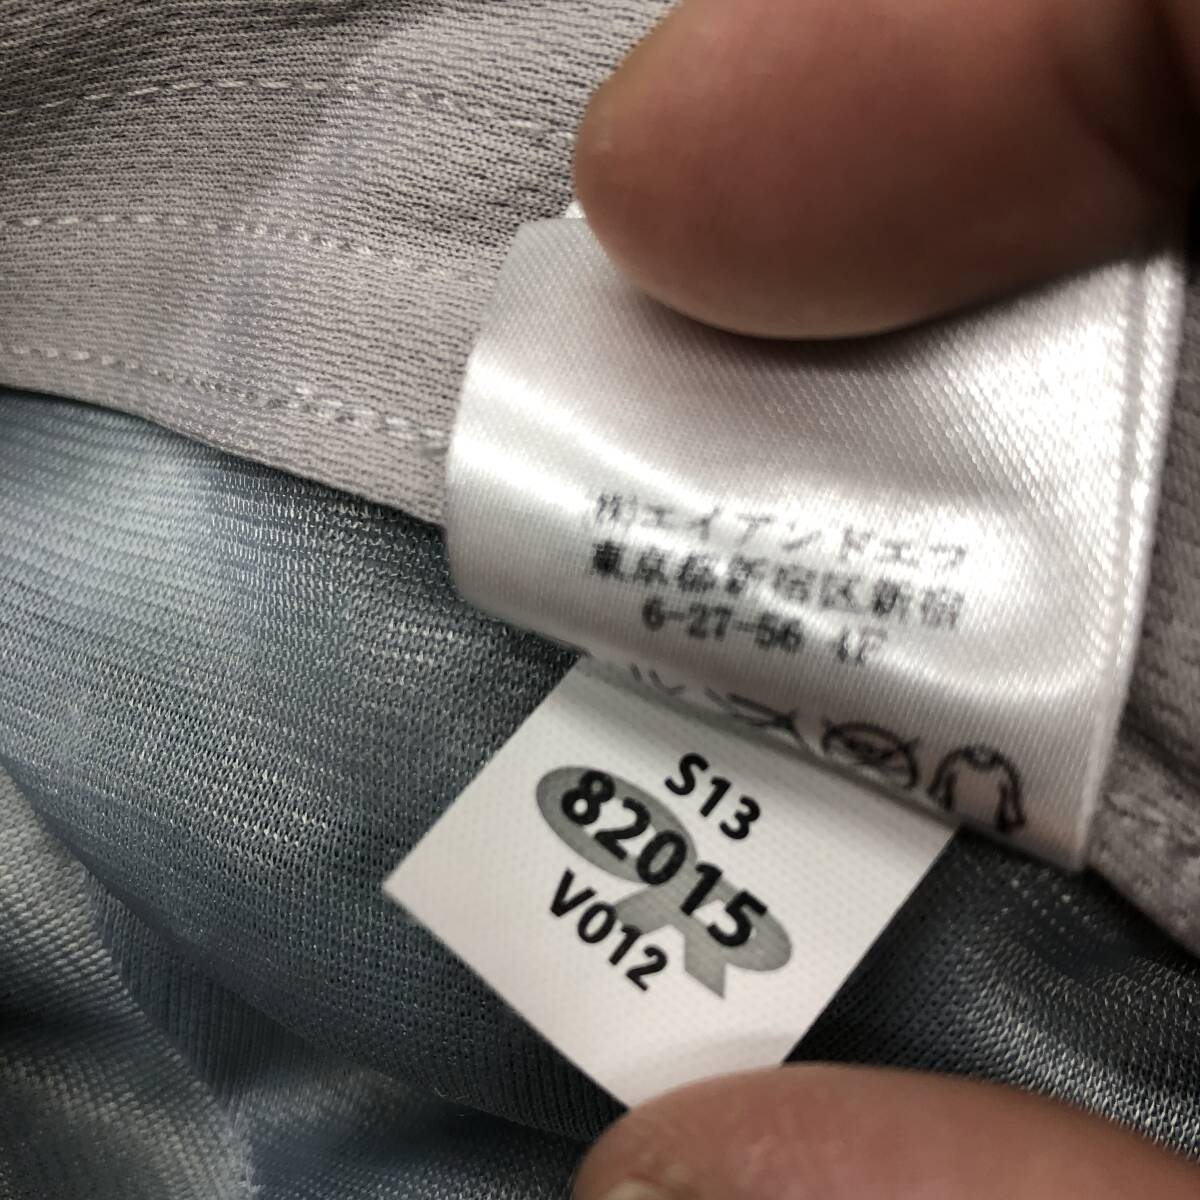 (株)エイアンドエフ
東京都新宿区新宿
6-27-56 4F
S13
82015
V012